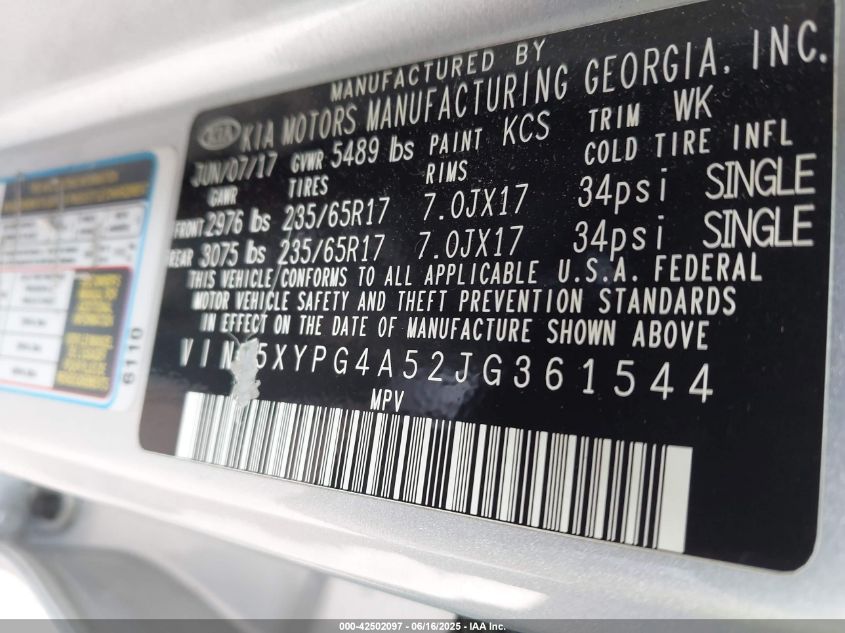 MANUFACTURED BY
KIA KIA MOTORS MANUFACTURING GEORGIA, INC.
JUN/07/17 GVWR 5489 lbs PAINT KCS TRIM WK
GAWR TIRES RIMS COLD TIRE INFL
FRONT 2976 lbs 235/65R17 7.0JX17 34psi SINGLE
REAR 3075 lbs 235/65R17 7.0JX17 34psi SINGLE
THIS VEHICLE CONFORMS TO ALL APPLICABLE U.S.A. FEDERAL
MOTOR VEHICLE SAFETY AND THEFT PREVENTION STANDARDS
IN EFFECT ON THE DATE OF MANUFACTURE SHOWN ABOVE
VIN 5XYPG4A52JG361544
MPV
6110
000-42502097 - 06/16/2025 - IAA Inc.